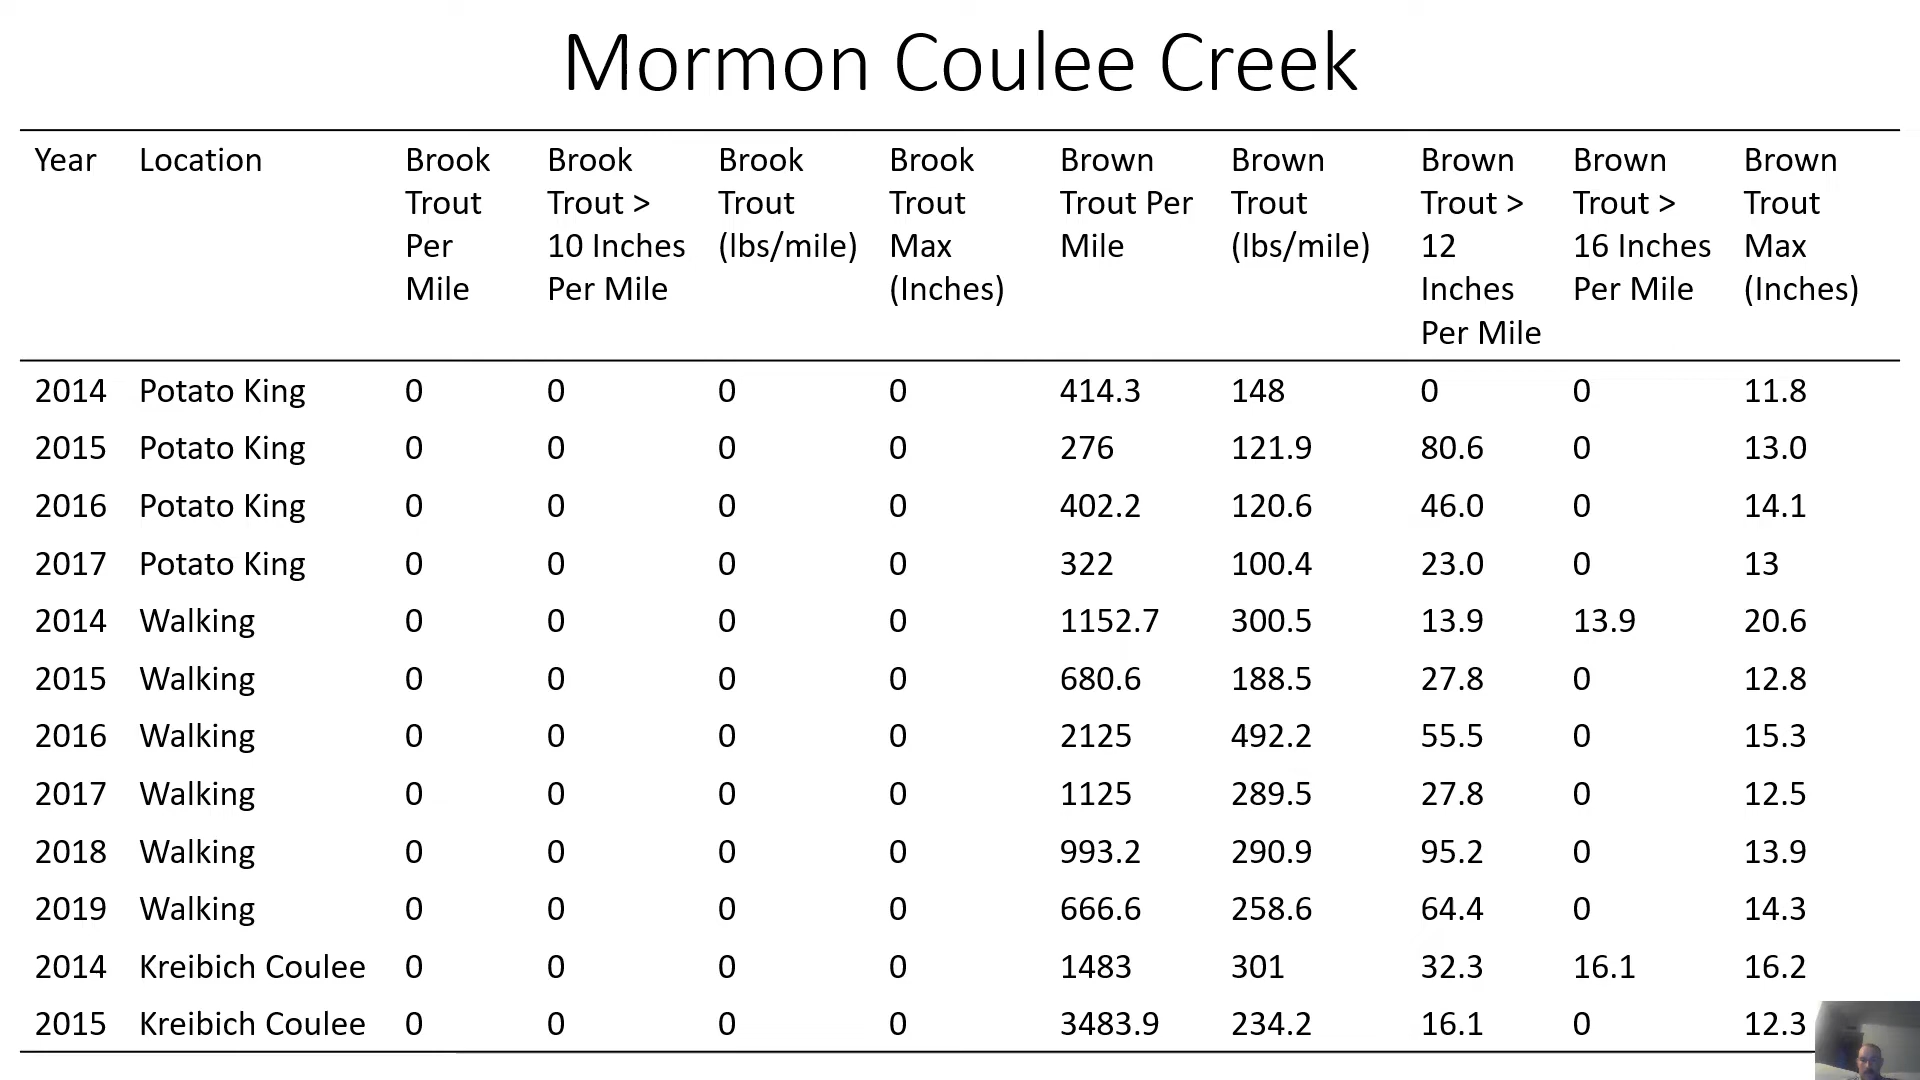 Mormon Coulee Creek
Year Location Brook Trout Per Mile Brook Trout > 10 Inches Per Mile Brook Trout (lbs/mile) Brook Trout Max (Inches) Brown Trout Per Mile Brown Trout (lbs/mile) Brown Trout > 12 Inches Per Mile Brown Trout > 16 Inches Per Mile Brown Trout Max (Inches)
2014 Potato King 0 0 0 0 414.3 148 0 0 11.8
2015 Potato King 0 0 0 0 276 121.9 80.6 0 13.0
2016 Potato King 0 0 0 0 402.2 120.6 46.0 0 14.1
2017 Potato King 0 0 0 0 322 100.4 23.0 0 13
2014 Walking 0 0 0 0 1152.7 300.5 13.9 13.9 20.6
2015 Walking 0 0 0 0 680.6 188.5 27.8 0 12.8
2016 Walking 0 0 0 0 2125 492.2 55.5 0 15.3
2017 Walking 0 0 0 0 1125 289.5 27.8 0 12.5
2018 Walking 0 0 0 0 993.2 290.9 95.2 0 13.9
2019 Walking 0 0 0 0 666.6 258.6 64.4 0 14.3
2014 Kreibich Coulee 0 0 0 0 1483 301 32.3 16.1 16.2
2015 Kreibich Coulee 0 0 0 0 3483.9 234.2 16.1 0 12.3